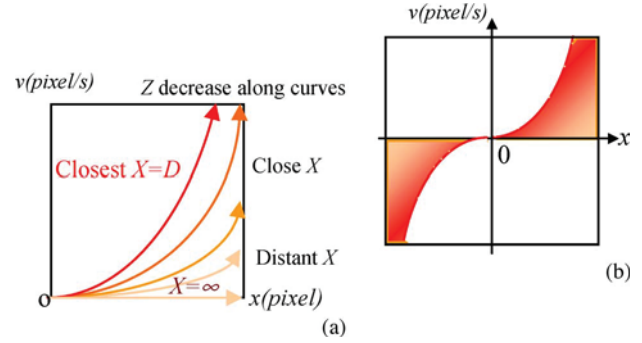 v(pixel/s)
Z decrease along curves
Closest X=D
Close X
Distant X
X=∞
o
x(pixel)
(a)
v(pixel/s)
x
0
(b)